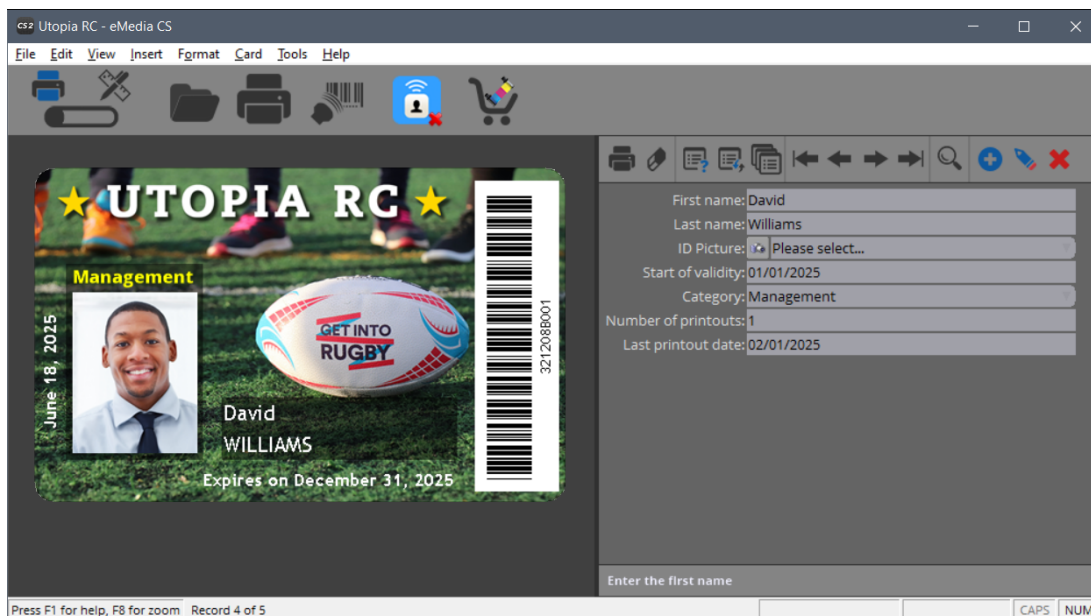 CS2 Utopia RC - eMedia CS
File Edit View Insert Format Card Tools Help
UTOPIA RC
Management
June 18, 2025
GET INTO
RUGBY
David
WILLIAMS
Expires on December 31, 2025
321208B001
First name: David
Last name: Williams
ID Picture: Please select...
Start of validity: 01/01/2025
Category: Management
Number of printouts: 1
Last printout date: 02/01/2025
Enter the first name
Press F1 for help, F8 for zoom Record 4 of 5 CAPS NUM